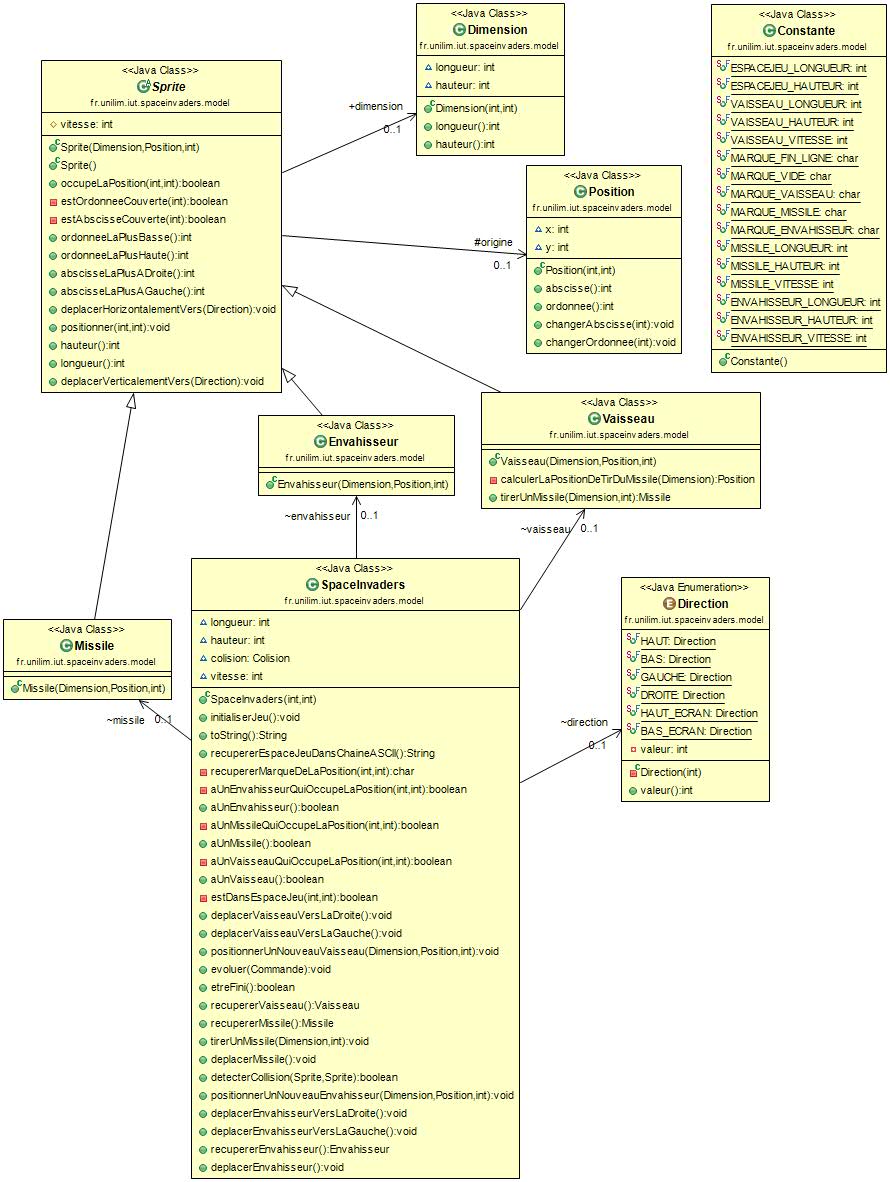 <<Java Class>>
Sprite
fr.unilim.iut.spaceinvaders.model
vitesse: int
Sprite(Dimension,Position,int)
Sprite()
occupeLaPosition(int,int):boolean
estOrdonneeCouverte(int):boolean
estAbscisseCouverte(int):boolean
ordonneeLaPlusBasse():int
ordonneeLaPlusHaute():int
abscisseLaPlusADroite():int
abscisseLaPlusAGauche():int
deplacerHorizontalementVers(Direction):void
positionner(int,int):void
hauteur():int
longueur():int
deplacerVerticalementVers(Direction):void
<<Java Class>>
Dimension
fr.unilim.iut.spaceinvaders.model
longueur: int
hauteur: int
Dimension(int,int)
longueur():int
hauteur():int
+dimension
0..1
<<Java Class>>
Position
fr.unilim.iut.spaceinvaders.model
x: int
y: int
Position(int,int)
abscisse():int
ordonnee():int
changerAbscisse(int):void
changerOrdonnee(int):void
#origine
0..1
<<Java Class>>
Constante
fr.unilim.iut.spaceinvaders.model
ESPACEJEU_LONGUEUR: int
ESPACEJEU_HAUTEUR: int
VAISSEAU_LONGUEUR: int
VAISSEAU_HAUTEUR: int
VAISSEAU_VITESSE: int
MARQUE_FIN_LIGNE: char
MARQUE_VIDE: char
MARQUE_VAISSEAU: char
MARQUE_MISSILE: char
MARQUE_ENVAHISSEUR: char
MISSILE_LONGUEUR: int
MISSILE_HAUTEUR: int
MISSILE_VITESSE: int
ENVAHISSEUR_LONGUEUR: int
ENVAHISSEUR_HAUTEUR: int
ENVAHISSEUR_VITESSE: int
Constante()
<<Java Class>>
Envahisseur
fr.unilim.iut.spaceinvaders.model
Envahisseur(Dimension,Position,int)
~envahisseur
0..1
<<Java Class>>
Vaisseau
fr.unilim.iut.spaceinvaders.model
Vaisseau(Dimension,Position,int)
calculerLaPositionDeTirDuMissile(Dimension):Position
tirerUnMissile(Dimension,int):Missile
~vaisseau
0..1
<<Java Class>>
Missile
fr.unilim.iut.spaceinvaders.model
Missile(Dimension,Position,int)
~missile
0..1
<<Java Class>>
SpaceInvaders
fr.unilim.iut.spaceinvaders.model
longueur: int
hauteur: int
colision: Colision
vitesse: int
SpaceInvaders(int,int)
initialiserJeu():void
toString():String
recupererEspaceJeuDansChaineASCII():String
recupererMarqueDeLaPosition(int,int):char
aUnEnvahisseurQuiOccupeLaPosition(int,int):boolean
aUnEnvahisseur():boolean
aUnMissileQuiOccupeLaPosition(int,int):boolean
aUnMissile():boolean
aUnVaisseauQuiOccupeLaPosition(int,int):boolean
aUnVaisseau():boolean
estDansEspaceJeu(int,int):boolean
deplacerVaisseauVersLaDroite():void
deplacerVaisseauVersLaGauche():void
positionnerUnNouveauVaisseau(Dimension,Position,int):void
evoluer(Commande):void
etreFini():boolean
recupererVaisseau():Vaisseau
recupererMissile():Missile
tirerUnMissile(Dimension,int):void
deplacerMissile():void
detecterCollision(Sprite,Sprite):boolean
positionnerUnNouveauEnvahisseur(Dimension,Position,int):void
deplacerEnvahisseurVersLaDroite():void
deplacerEnvahisseurVersLaGauche():void
recupererEnvahisseur():Envahisseur
deplacerEnvahisseur():void
~direction
0..1
<<Java Enumeration>>
Direction
fr.unilim.iut.spaceinvaders.model
HAUT: Direction
BAS: Direction
GAUCHE: Direction
DROITE: Direction
HAUT_ECRAN: Direction
BAS_ECRAN: Direction
valeur: int
Direction(int)
valeur():int